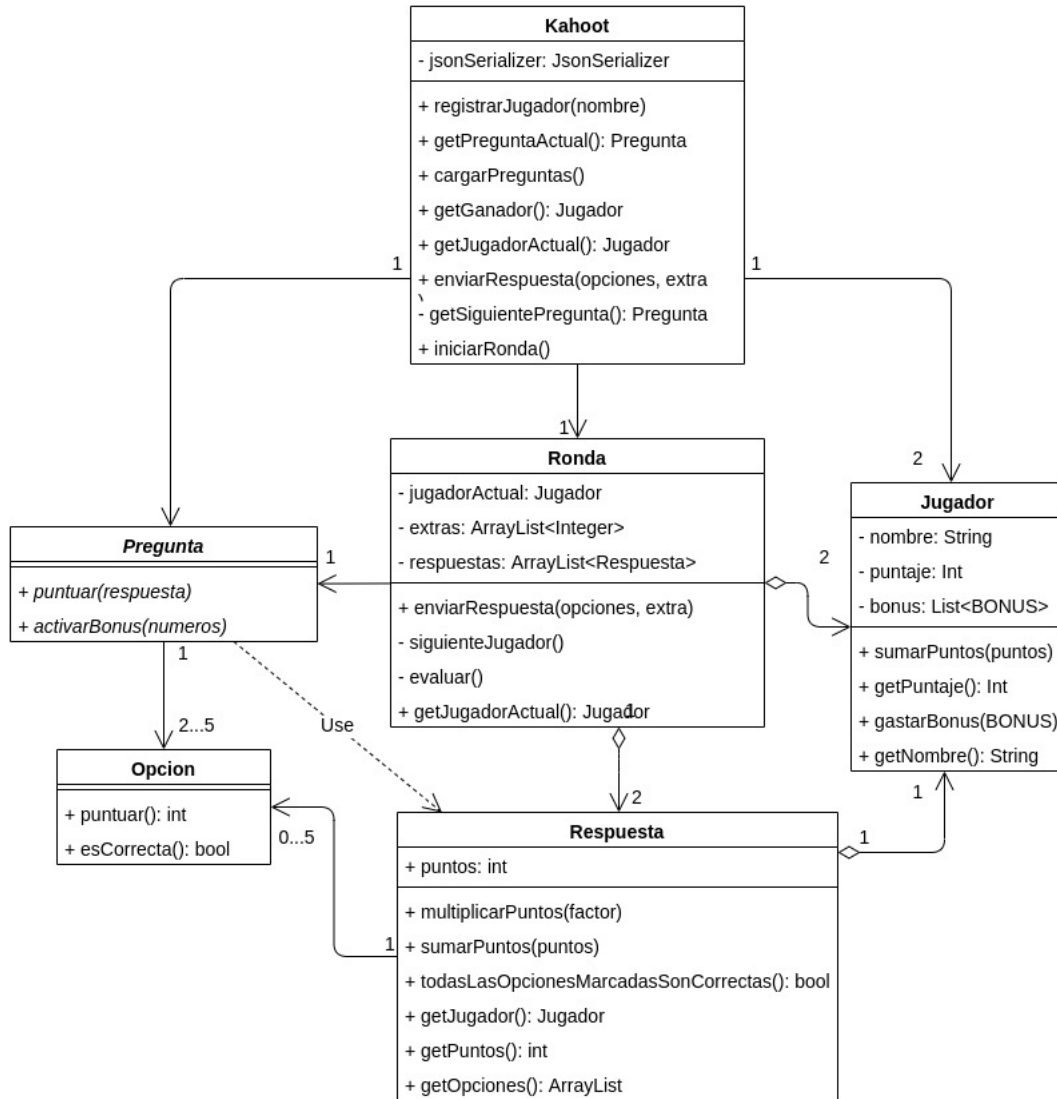 Kahoot
- jsonSerializer: JsonSerializer
+ registrarJugador(nombre)
+ getPreguntaActual(): Pregunta
+ cargarPreguntas()
+ getGanador(): Jugador
+ getJugadorActual(): Jugador
+ enviarRespuesta(opciones, extra
)
- getSiguientePregunta(): Pregunta
+ iniciarRonda()
1
1
1
2
Ronda
- jugadorActual: Jugador
- extras: ArrayList<Integer>
- respuestas: ArrayList<Respuesta>
+ enviarRespuesta(opciones, extra)
- siguienteJugador()
- evaluar()
+ getJugadorActual(): Jugador
1
2
1
2
Jugador
- nombre: String
- puntaje: Int
- bonus: List<BONUS>
+ sumarPuntos(puntos)
+ getPuntaje(): Int
+ gastarBonus(BONUS)
+ getNombre(): String
1
1
Pregunta
+ puntuar(respuesta)
+ activarBonus(numeros)
1
2...5
Use
Opcion
+ puntuar(): int
+ esCorrecta(): bool
0...5
1
Respuesta
+ puntos: int
+ multiplicarPuntos(factor)
+ sumarPuntos(puntos)
+ todasLasOpcionesMarcadasSonCorrectas(): bool
+ getJugador(): Jugador
+ getPuntos(): int
+ getOpciones(): ArrayList